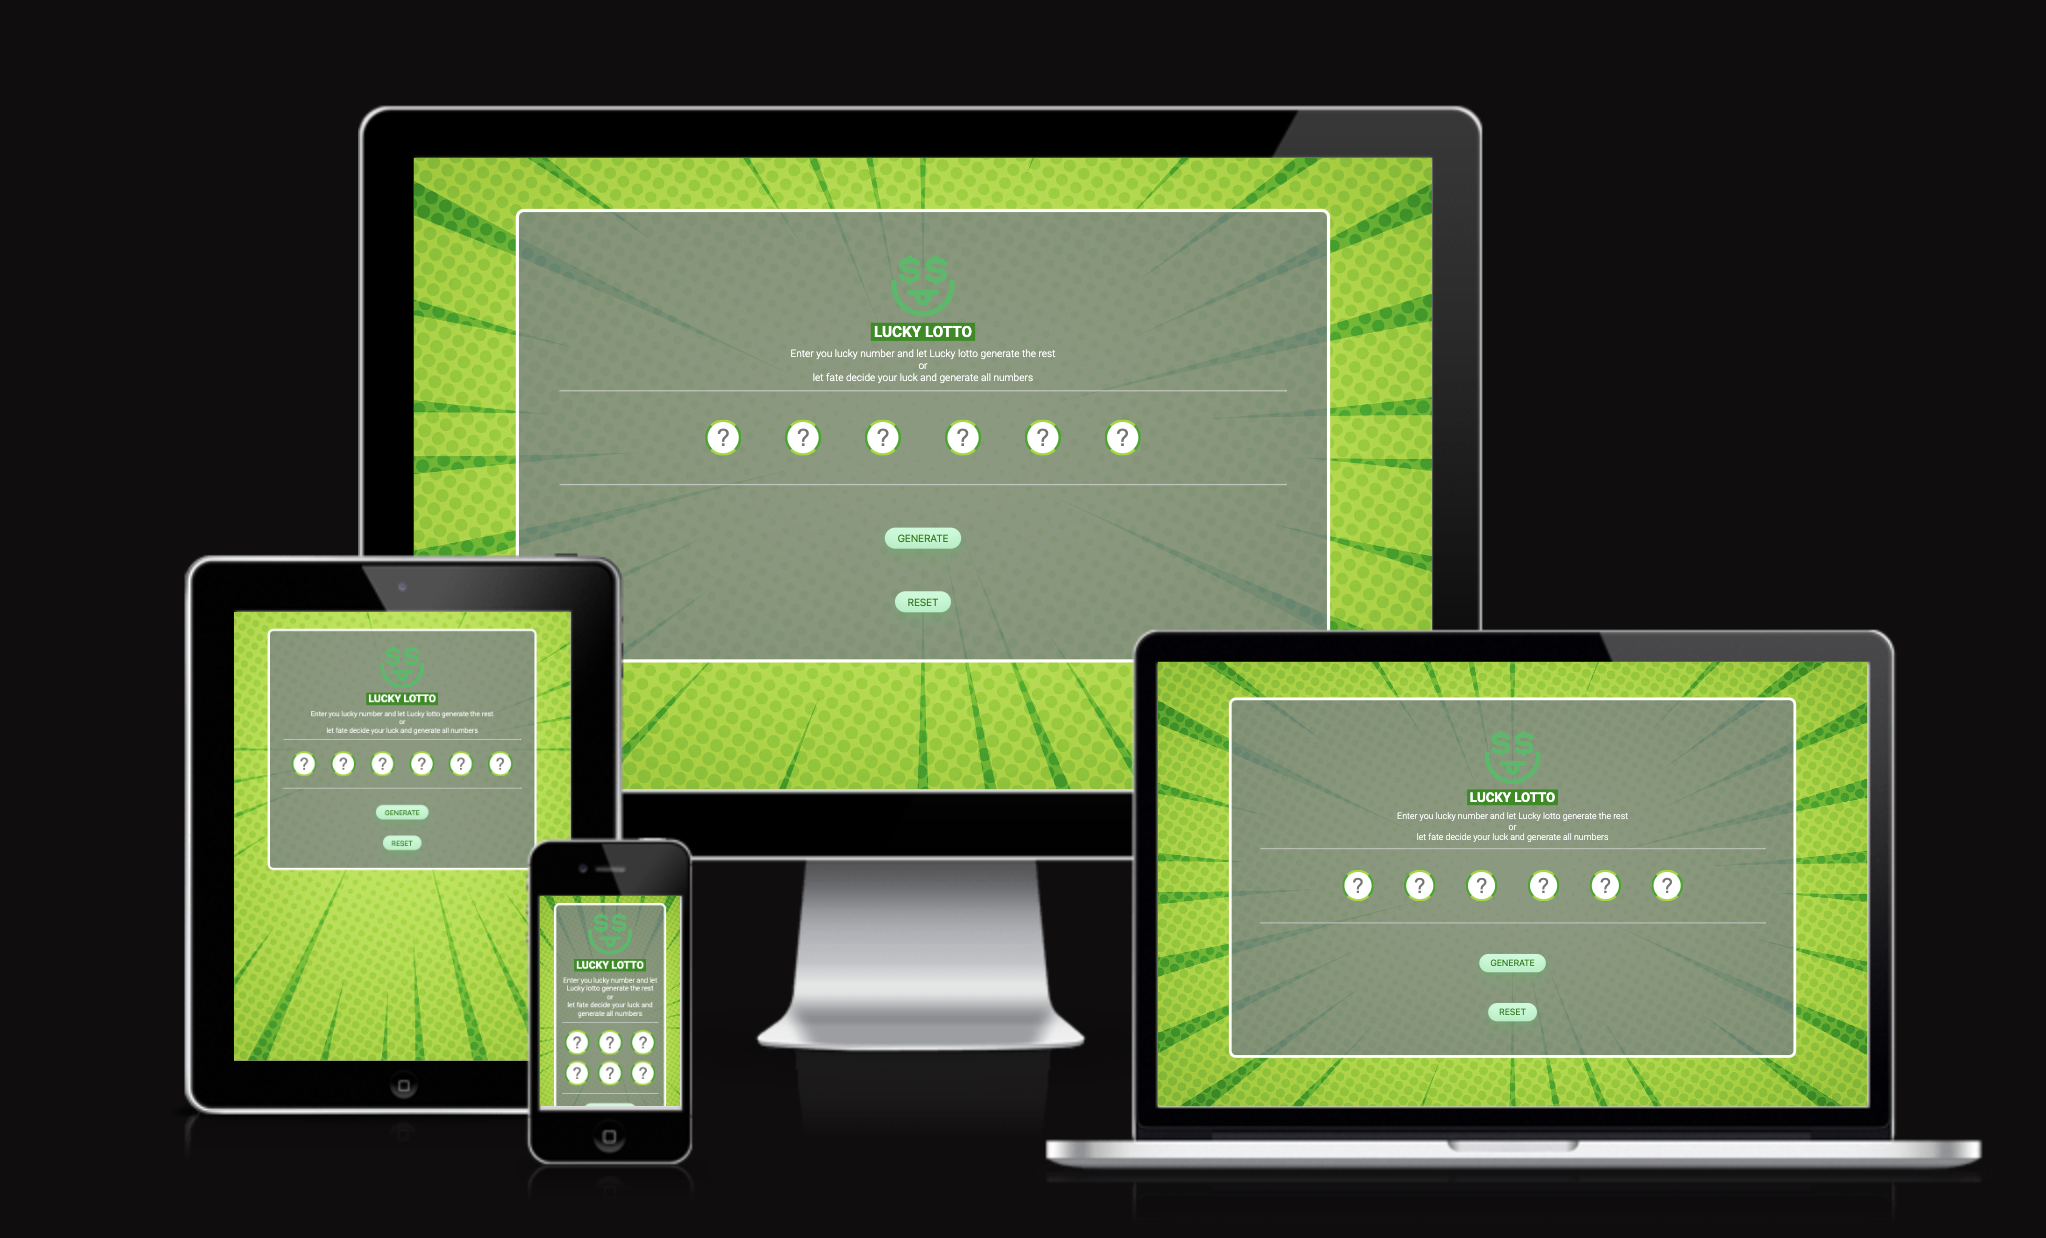 $$
LUCKY LOTTO
Enter you lucky number and let Lucky lotto generate the rest
or
let fate decide your luck and generate all numbers
? ? ? ? ? ?
GENERATE
RESET
$$
LUCKY LOTTO
Enter you lucky number and let Lucky lotto generate the rest
or
let fate decide your luck and generate all numbers
? ? ? ? ? ?
GENERATE
RESET
$$
LUCKY LOTTO
Enter you lucky number and let
Lucky lotto generate the rest
or
let fate decide your luck and
generate all numbers
? ? ?
? ? ?
$$
LUCKY LOTTO
Enter you lucky number and let Lucky lotto generate the rest
or
let fate decide your luck and generate all numbers
? ? ? ? ? ?
GENERATE
RESET